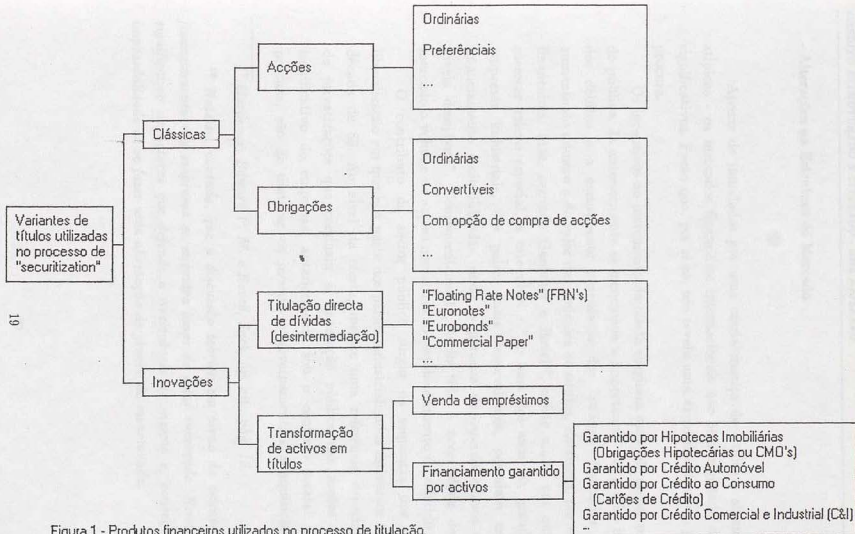 Variantes de
títulos utilizadas
no processo de
"securitization"
Clássicas
Acções
Ordinárias
Preferênciais
...
Obrigações
Ordinárias
Convertíveis
Com opção de compra de acções
...
Inovações
Titulação directa
de dívidas
(desintermediação)
"Floating Rate Notes" (FRN's)
"Euronotes"
"Eurobonds"
"Commercial Paper"
...
Transformação
de activos em
títulos
Venda de empréstimos
Financiamento garantido
por activos
Garantido por Hipotecas Imobiliárias
(Obrigações Hipotecárias ou CMO's)
Garantido por Crédito Automóvel
Garantido por Crédito ao Consumo
(Cartões de Crédito)
Garantido por Crédito Comercial e Industrial (C&I)
...
Figura 1 - Produtos financeiros utilizados no processo de titulação
19